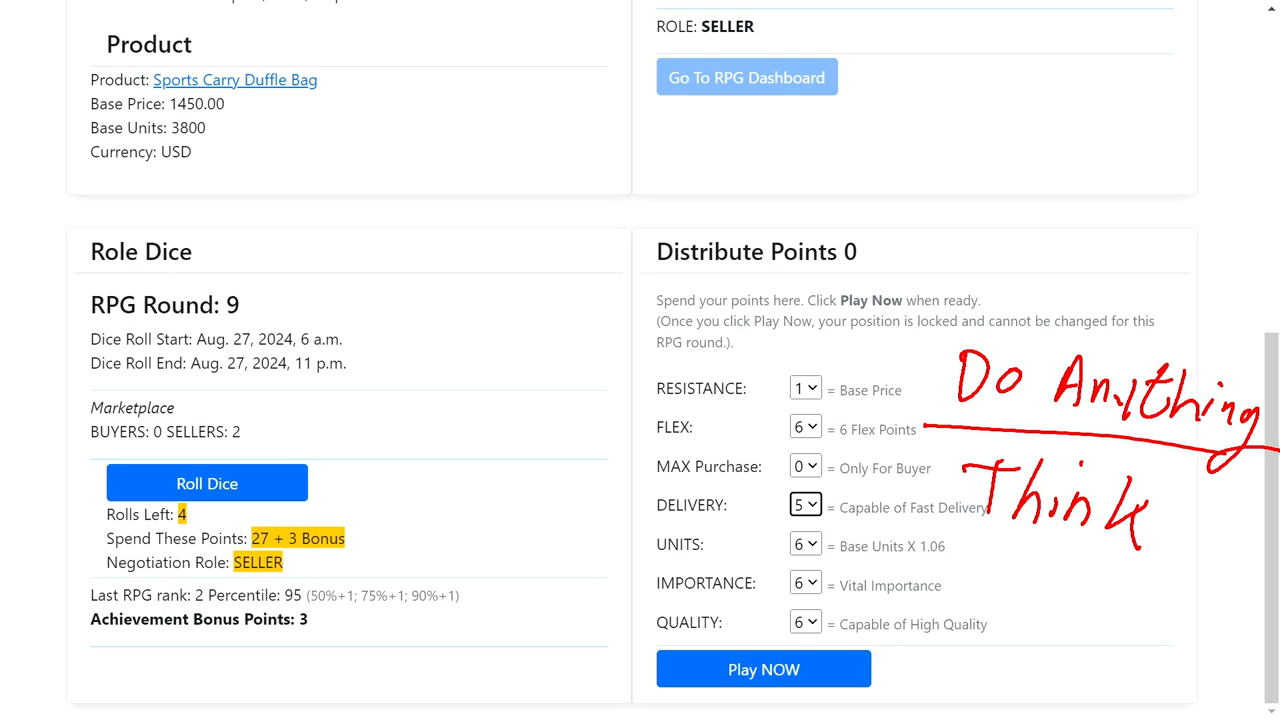 Product
Product: Sports Carry Duffle Bag
Base Price: 1450.00
Base Units: 3800
Currency: USD
ROLE: SELLER
Go To RPG Dashboard
Role Dice
RPG Round: 9
Dice Roll Start: Aug. 27, 2024, 6 a.m.
Dice Roll End: Aug. 27, 2024, 11 p.m.
Marketplace
BUYERS: 0 SELLERS: 2
Roll Dice
Rolls Left: 4
Spend These Points: 27 + 3 Bonus
Negotiation Role: SELLER
Last RPG rank: 2 Percentile: 95 (50%+1; 75%+1; 90%+1)
Achievement Bonus Points: 3
Distribute Points 0
Spend your points here. Click Play Now when ready.
(Once you click Play Now, your position is locked and cannot be changed for this
RPG round.).
RESISTANCE: 1 = Base Price
FLEX: 6 = 6 Flex Points
MAX Purchase: 0 = Only For Buyer
DELIVERY: 5 = Capable of Fast Delivery
UNITS: 6 = Base Units X 1.06
IMPORTANCE: 6 = Vital Importance
QUALITY: 6 = Capable of High Quality
Play NOW
Do Anything
Think